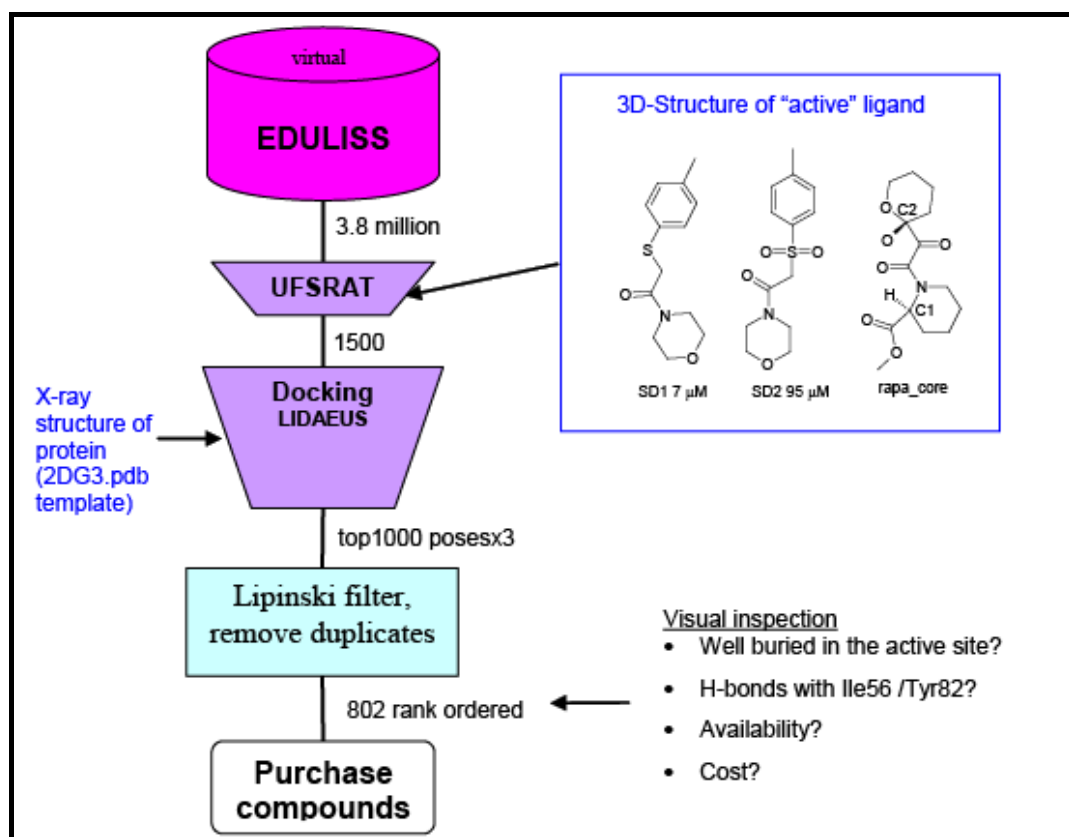 virtual
EDULISS
3.8 million
UFSRAT
1500
Docking
LIDAEUS
X-ray
structure of
protein
(2DG3.pdb
template)
top1000 posesx3
Lipinski filter,
remove duplicates
802 rank ordered
Purchase
compounds
3D-Structure of “active” ligand
S
O
N
O
SD1 7 µM
O=S=O
O
N
O
SD2 95 µM
O
C2
O
O
O
N
H
C1
O
O
rapa_core
Visual inspection
• Well buried in the active site?
• H-bonds with Ile56 /Tyr82?
• Availability?
• Cost?